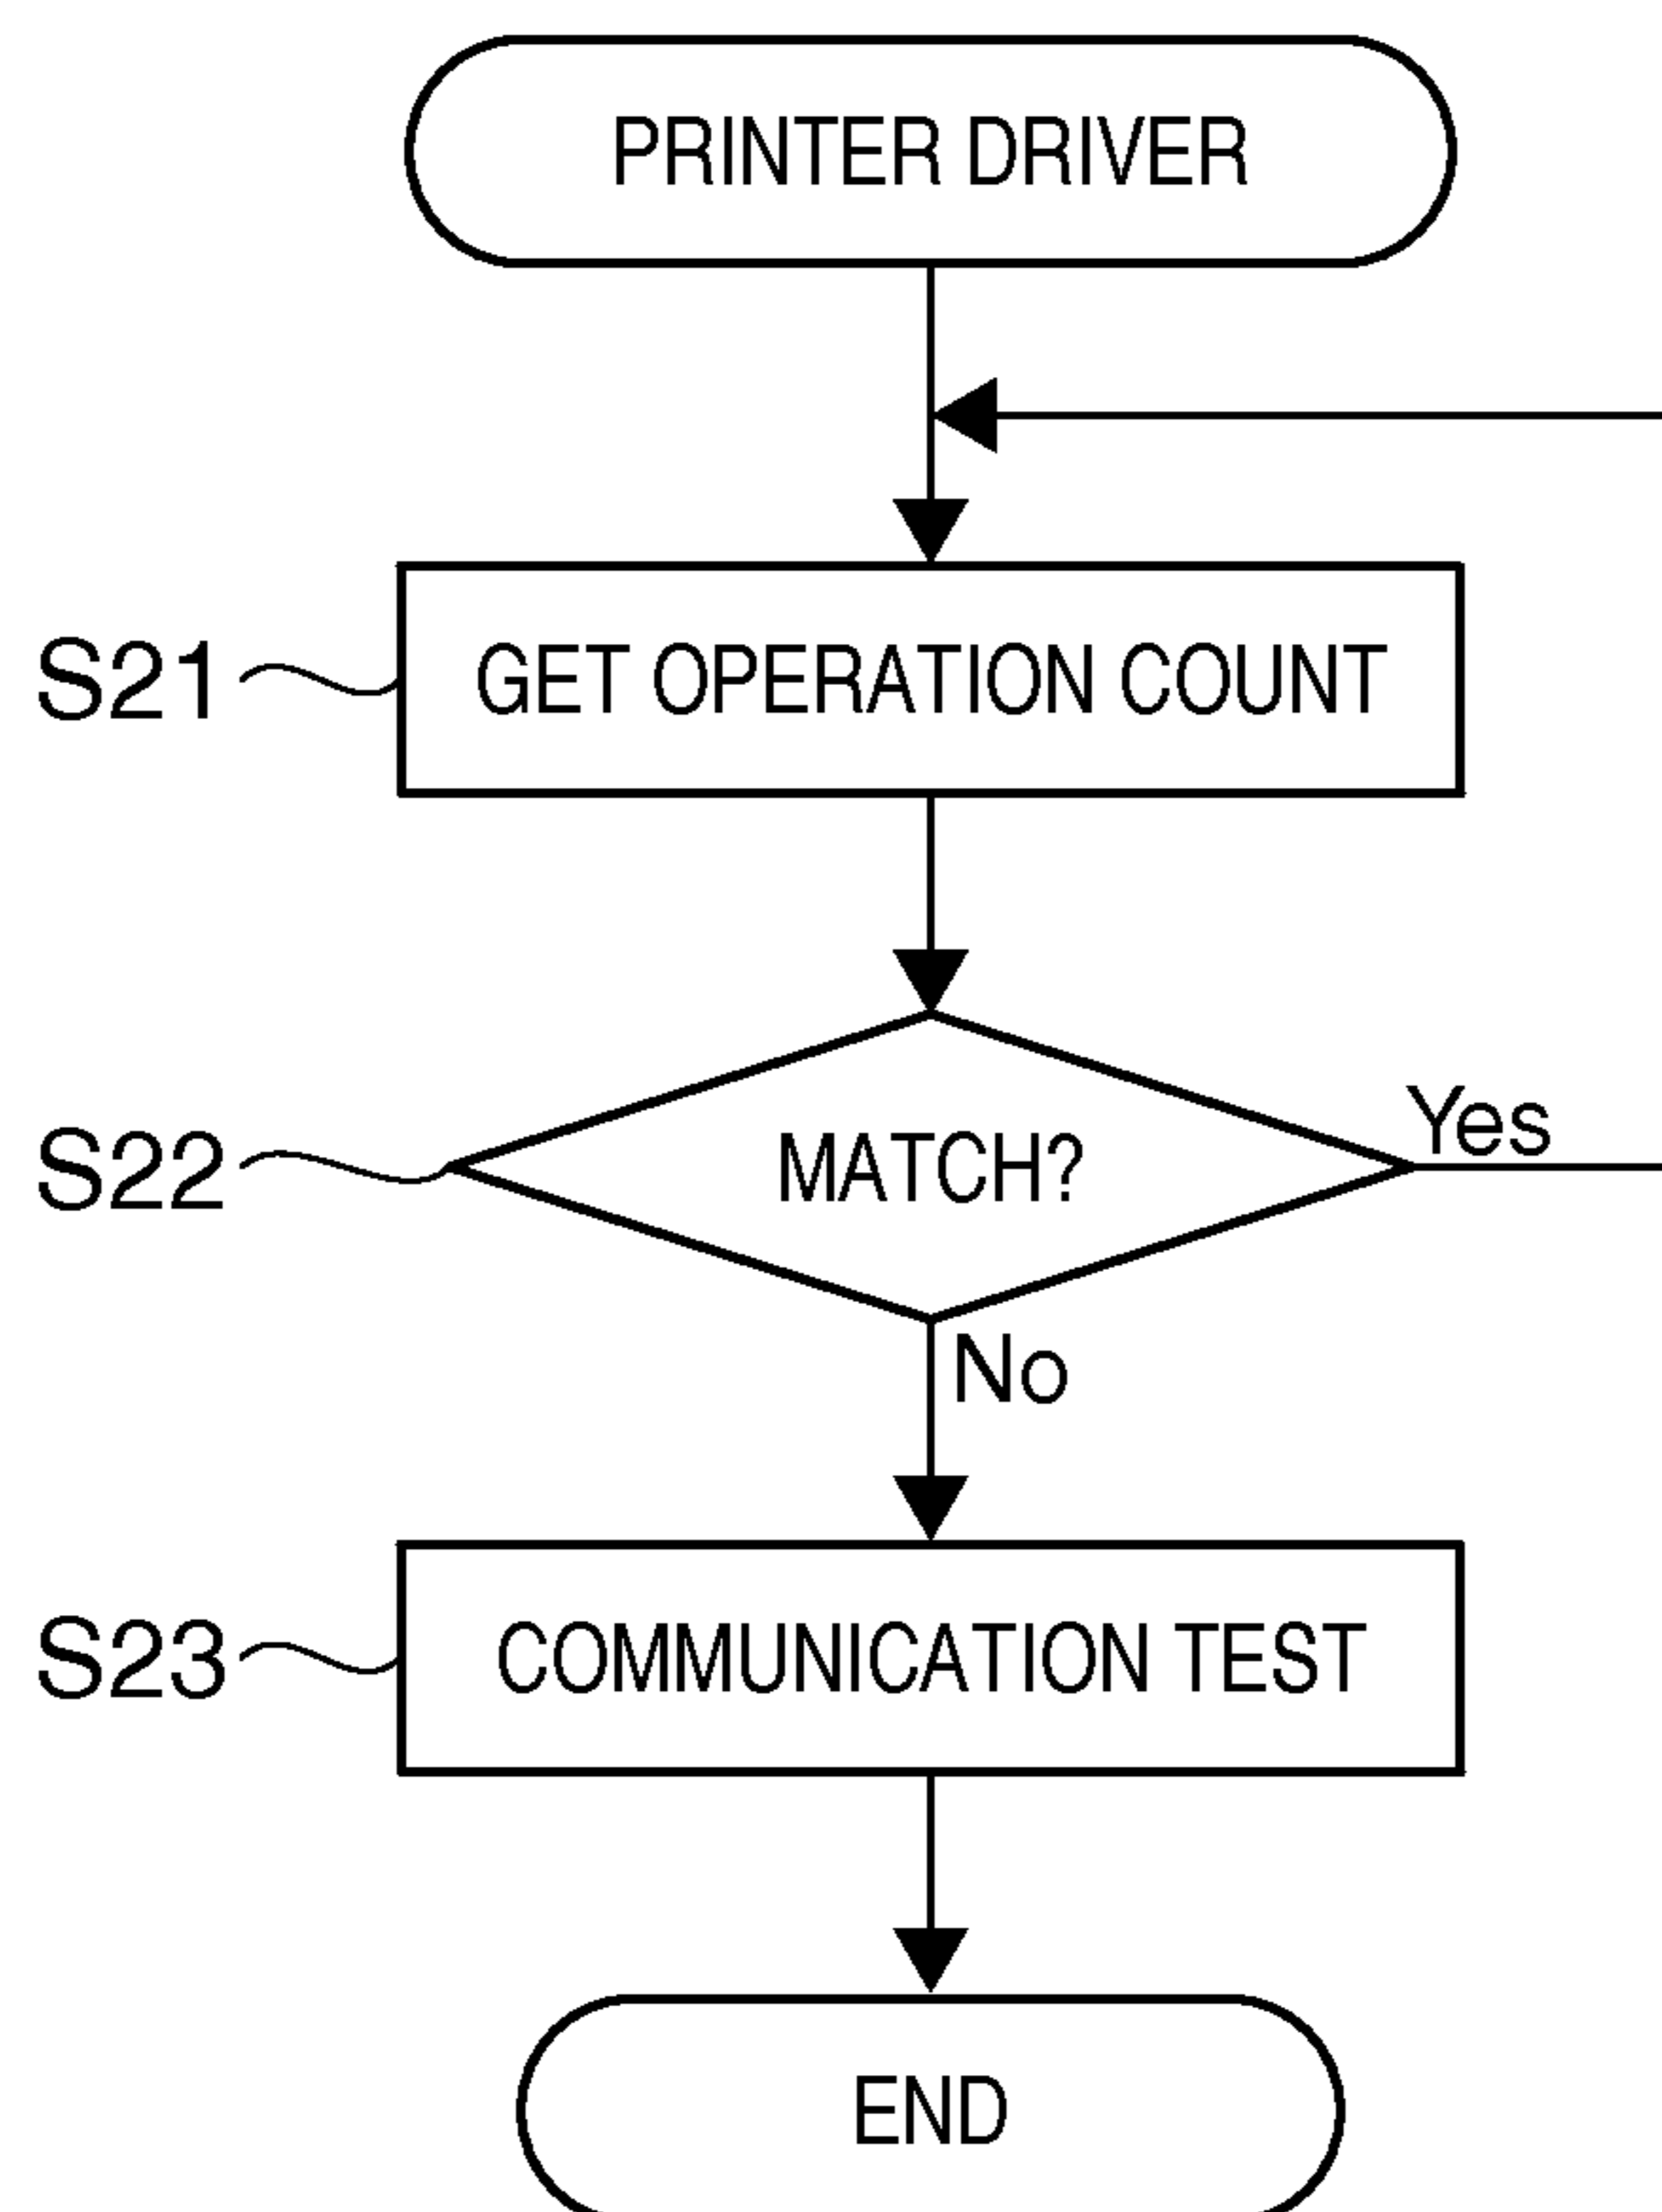 PRINTER DRIVER
S21
GET OPERATION COUNT
S22
MATCH?
Yes
No
S23
COMMUNICATION TEST
END